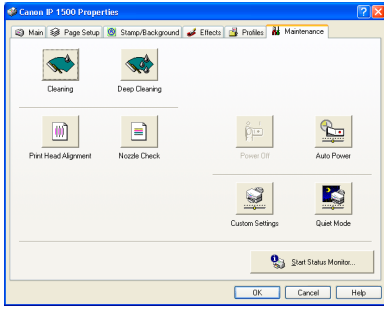 Canon IP 1500 Properties
Main Page Setup Stamp/Background Effects Profiles Maintenance
Cleaning Deep Cleaning
Print Head Alignment Nozzle Check Power Off Auto Power
Custom Settings Quiet Mode
Start Status Monitor...
OK Cancel Help